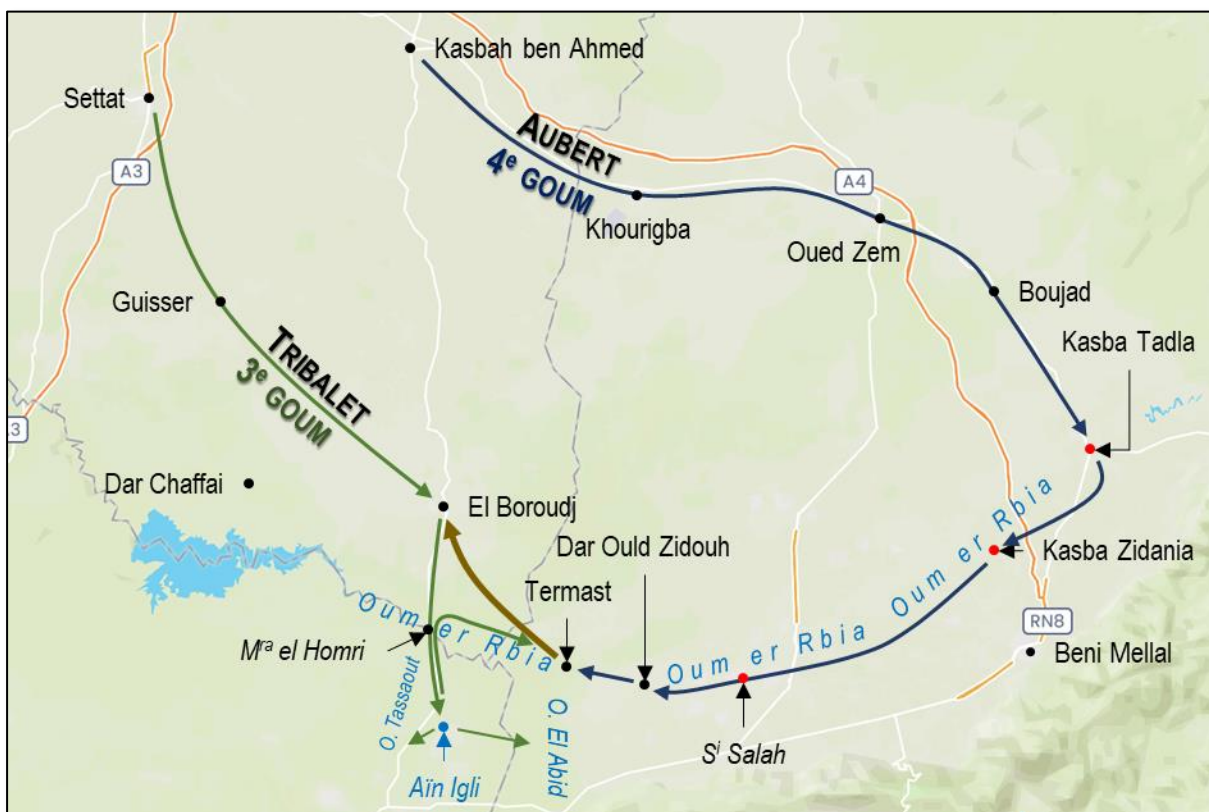 Kasbah ben Ahmed
Settat
AUBERT
4e GOUM
A3
A4
Khourigba
Oued Zem
Boujad
Guisser
Kasba Tadla
TRIBALET
3e GOUM
.3
Dar Chaffai
El Boroudj
Dar Ould Zidouh
Kasba Zidania
Termast
Oum er Rbia
Oum er Rbia
Oum er Rbia
RN8
Mra el Homri
Beni Mellal
O. Tassaout
O. El Abid
Si Salah
Aïn Igli